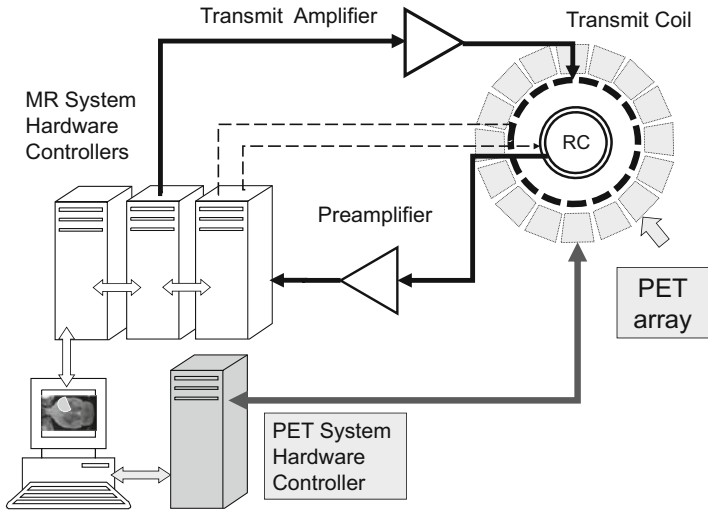 Transmit Amplifier
Transmit Coil
MR System
Hardware
Controllers
RC
Preamplifier
PET
array
PET System
Hardware
Controller